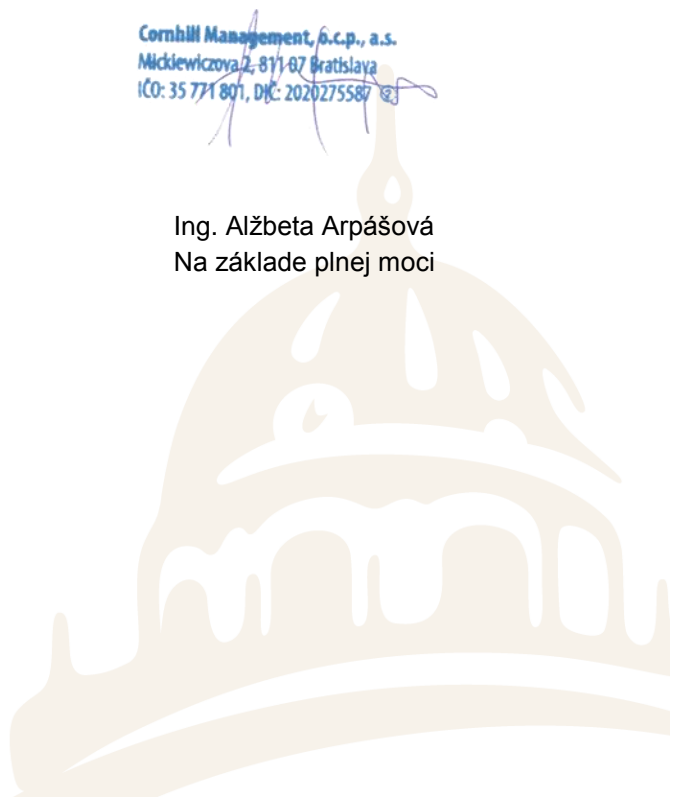 Cornhill Management, o.c.p., a.s.
Mickiewiczova 2, 811 07 Bratislava
IČO: 35 771 801, DIČ: 2020275587 ②
Ing. Alžbeta Arpášová
Na základe plnej moci